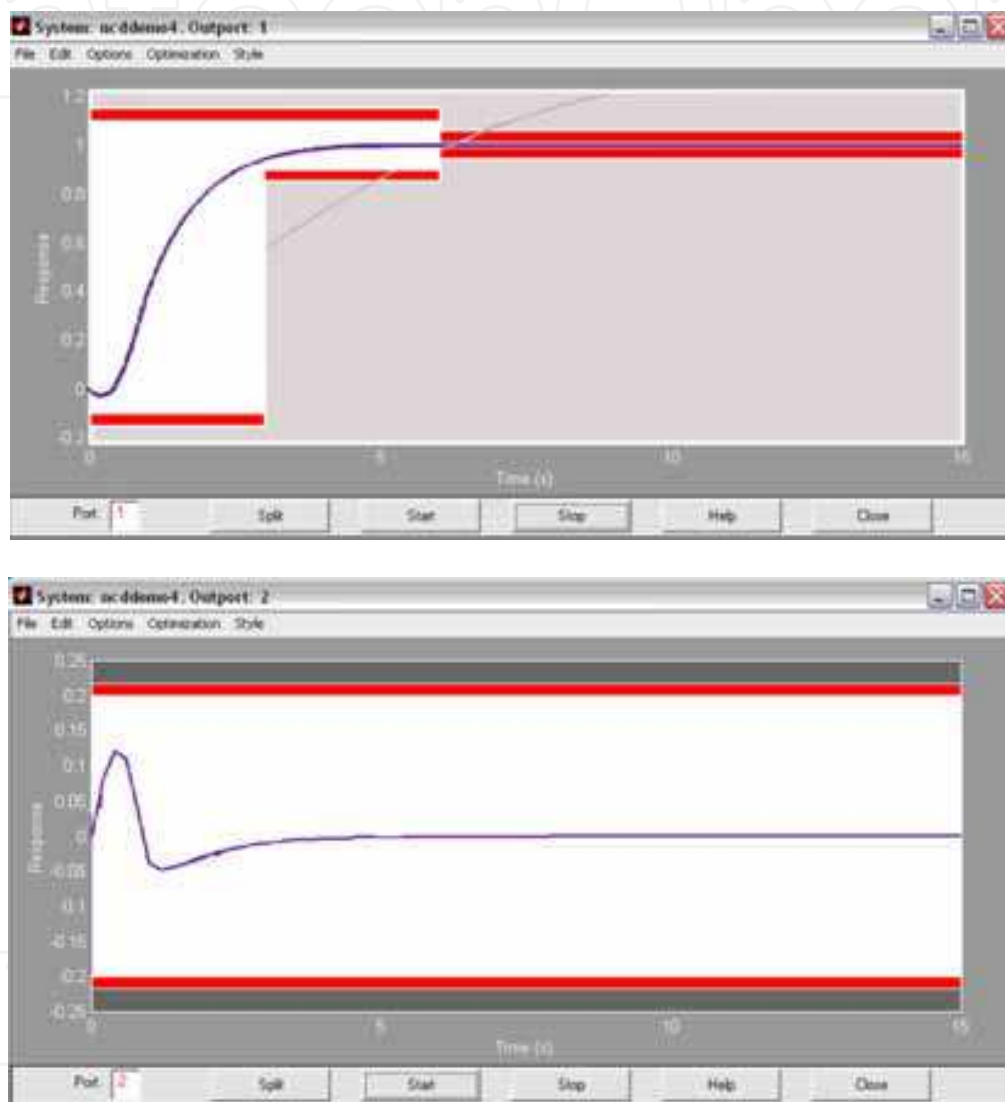 System: ncddemo4, Outport: 1
File Edit Options Optimization Style
1.2
1
0.8
0.6
0.4
0.2
0
-0.2
Response
0 5 10 15
Time (s)
Port 1 Split Start Stop Help Close
System: ncddemo4, Outport: 2
File Edit Options Optimization Style
0.25
0.2
0.15
0.1
0.05
0
-0.05
-0.1
-0.15
-0.2
-0.25
Response
0 5 10 15
Time (s)
Port 2 Split Start Stop Help Close